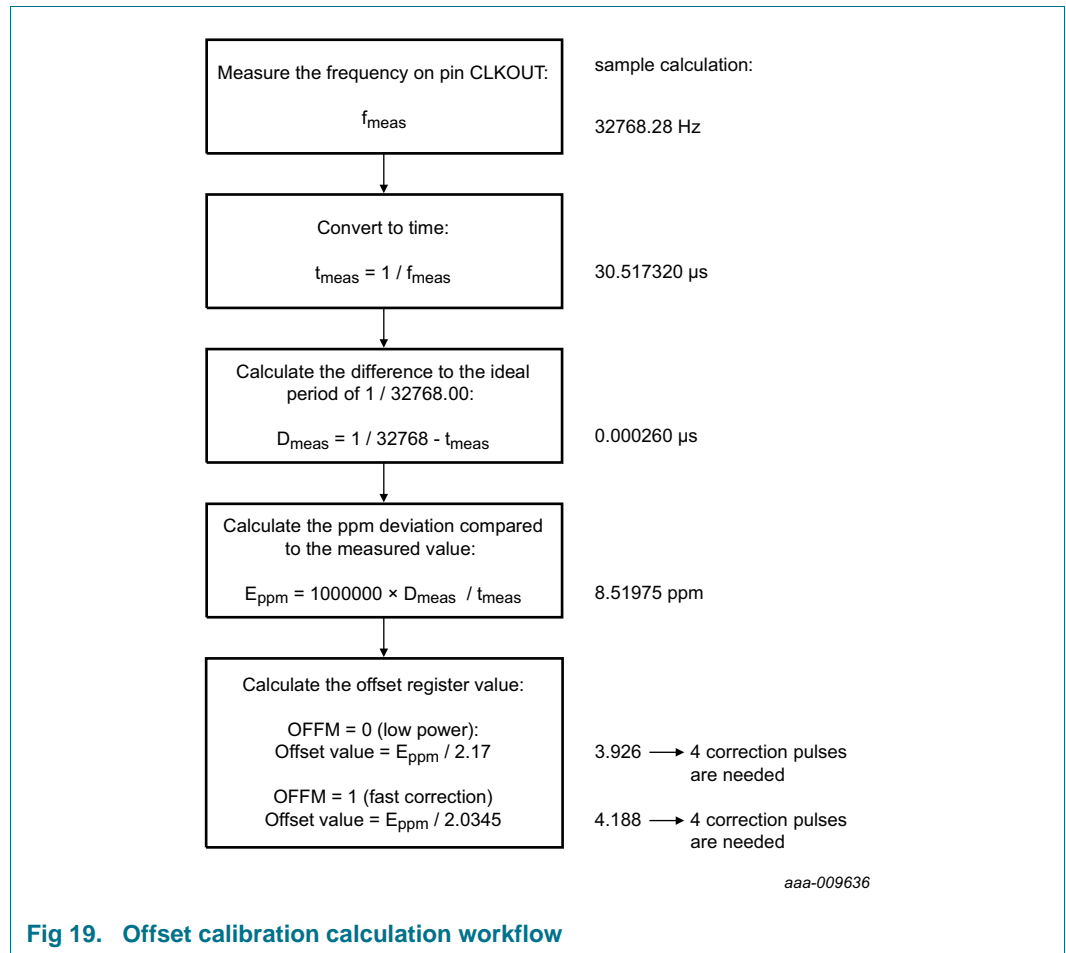 Measure the frequency on pin CLKOUT:
fmeas
sample calculation:
32768.28 Hz
Convert to time:
tmeas = 1 / fmeas
30.517320 µs
Calculate the difference to the ideal
period of 1 / 32768.00:
Dmeas = 1 / 32768 - tmeas
0.000260 µs
Calculate the ppm deviation compared
to the measured value:
Eppm = 1000000 × Dmeas / tmeas
8.51975 ppm
Calculate the offset register value:
OFFM = 0 (low power):
Offset value = Eppm / 2.17
3.926 → 4 correction pulses
are needed
OFFM = 1 (fast correction)
Offset value = Eppm / 2.0345
4.188 → 4 correction pulses
are needed
aaa-009636
Fig 19. Offset calibration calculation workflow